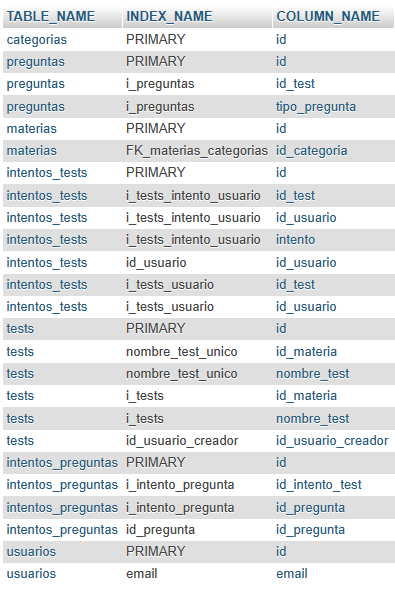 TABLE_NAME INDEX_NAME COLUMN_NAME
categorias PRIMARY id
preguntas PRIMARY id
preguntas i_preguntas id_test
preguntas i_preguntas tipo_pregunta
materias PRIMARY id
materias FK_materias_categorias id_categoria
intentos_tests PRIMARY id
intentos_tests i_tests_intento_usuario id_test
intentos_tests i_tests_intento_usuario id_usuario
intentos_tests i_tests_intento_usuario intento
intentos_tests id_usuario id_usuario
intentos_tests i_tests_usuario id_test
intentos_tests i_tests_usuario id_usuario
tests PRIMARY id
tests nombre_test_unico id_materia
tests nombre_test_unico nombre_test
tests i_tests id_materia
tests i_tests nombre_test
tests id_usuario_creador id_usuario_creador
intentos_preguntas PRIMARY id
intentos_preguntas i_intento_pregunta id_intento_test
intentos_preguntas i_intento_pregunta id_pregunta
intentos_preguntas id_pregunta id_pregunta
usuarios PRIMARY id
usuarios email email